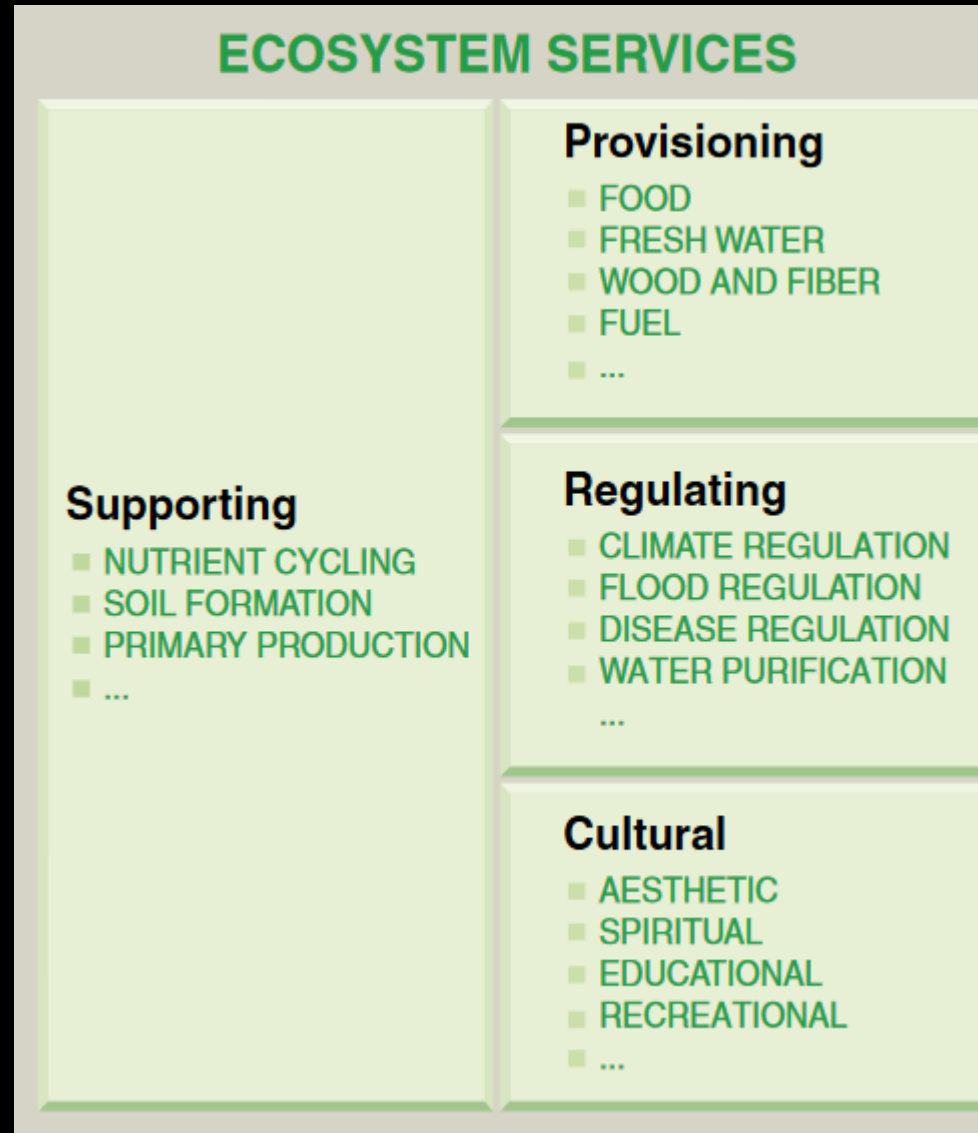 ECOSYSTEM SERVICES
Supporting
NUTRIENT CYCLING
SOIL FORMATION
PRIMARY PRODUCTION
...
Provisioning
FOOD
FRESH WATER
WOOD AND FIBER
FUEL
...
Regulating
CLIMATE REGULATION
FLOOD REGULATION
DISEASE REGULATION
WATER PURIFICATION
...
Cultural
AESTHETIC
SPIRITUAL
EDUCATIONAL
RECREATIONAL
...